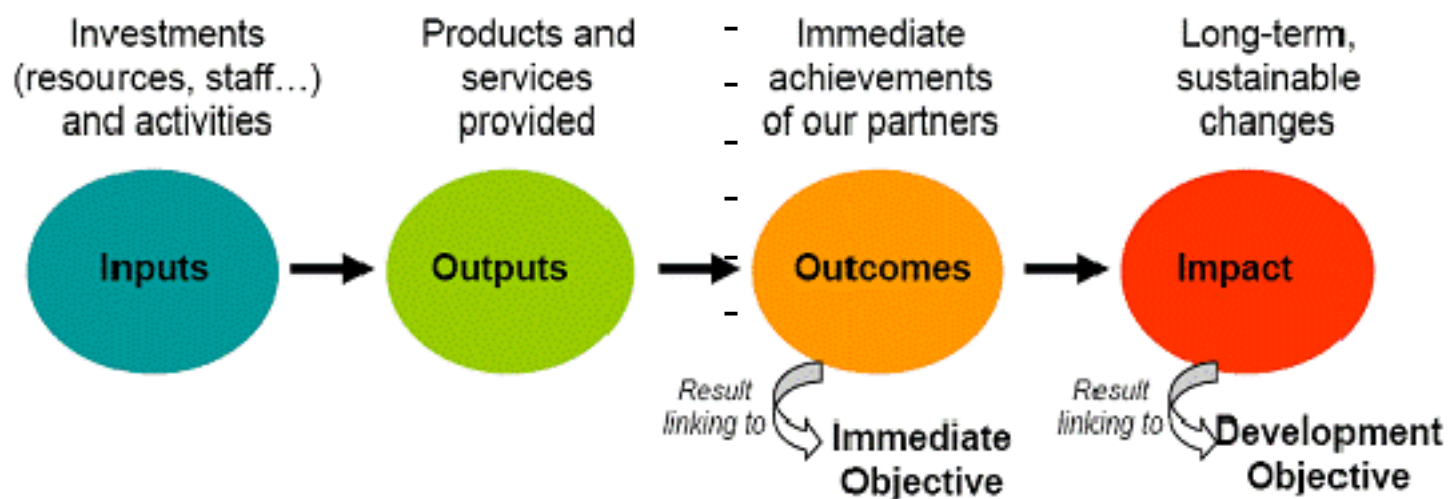 Investments
(resources, staff...)
and activities
Products and
services
provided
Immediate
achievements
of our partners
Long-term,
sustainable
changes
Inputs
Outputs
Outcomes
Impact
Result
linking to
Immediate
Objective
Result
linking to
Development
Objective